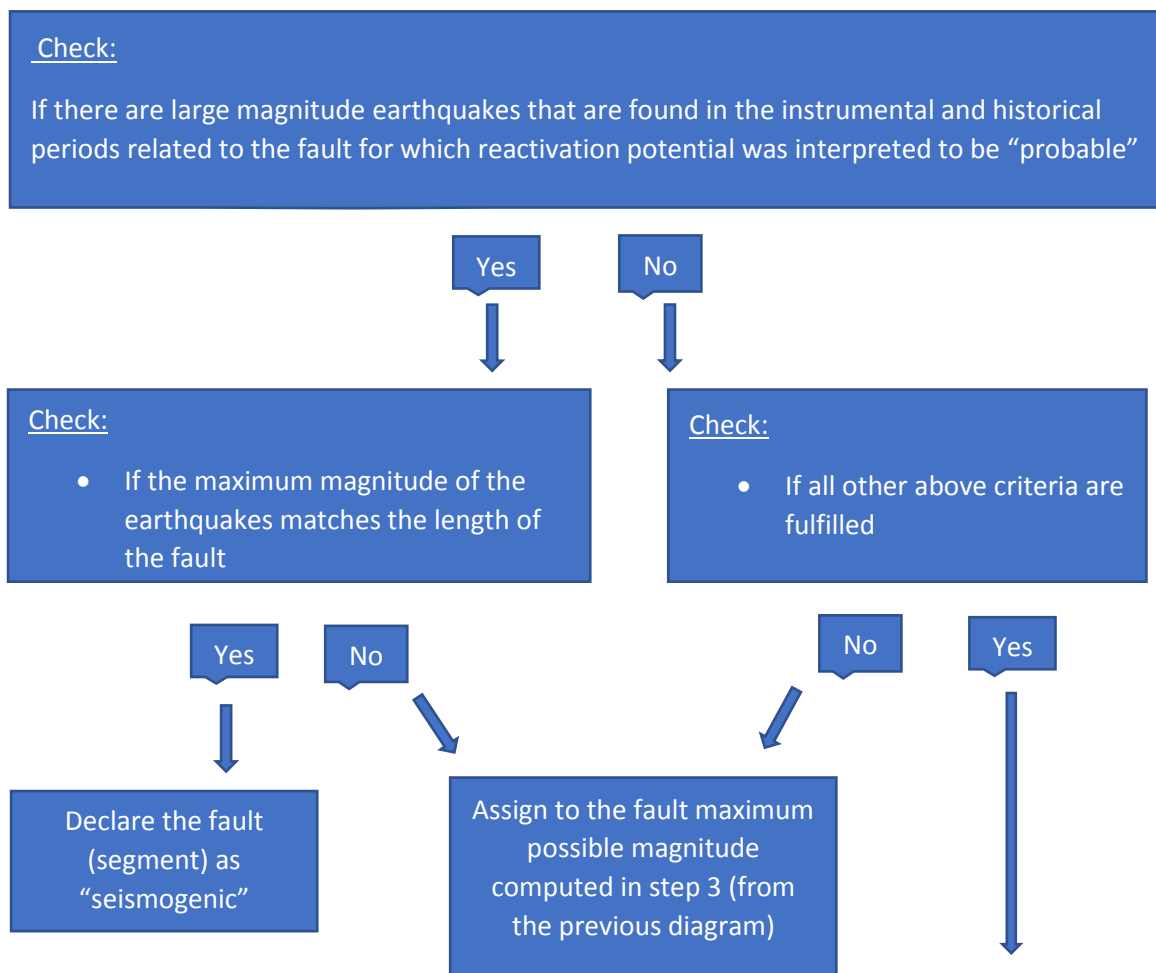 Check:
If there are large magnitude earthquakes that are found in the instrumental and historical
periods related to the fault for which reactivation potential was interpreted to be “probable”
Yes
No
Check:
• If the maximum magnitude of the
earthquakes matches the length of
the fault
Check:
• If all other above criteria are
fulfilled
Yes
No
No
Yes
Declare the fault
(segment) as
“seismogenic”
Assign to the fault maximum
possible magnitude
computed in step 3 (from
the previous diagram)